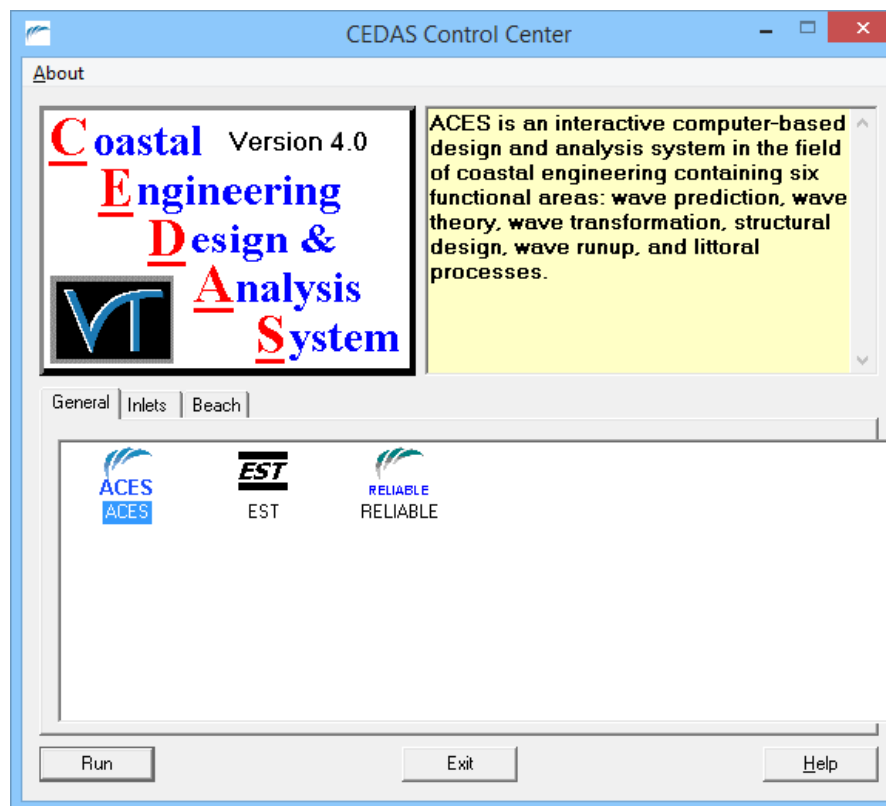 CEDAS Control Center
About
Coastal Version 4.0
Engineering
Design &
Analysis
System
VT
ACES is an interactive computer-based
design and analysis system in the field
of coastal engineering containing six
functional areas: wave prediction, wave
theory, wave transformation, structural
design, wave runup, and littoral
processes.
General Inlets Beach
ACES EST RELIABLE
ACES EST RELIABLE
Run Exit Help